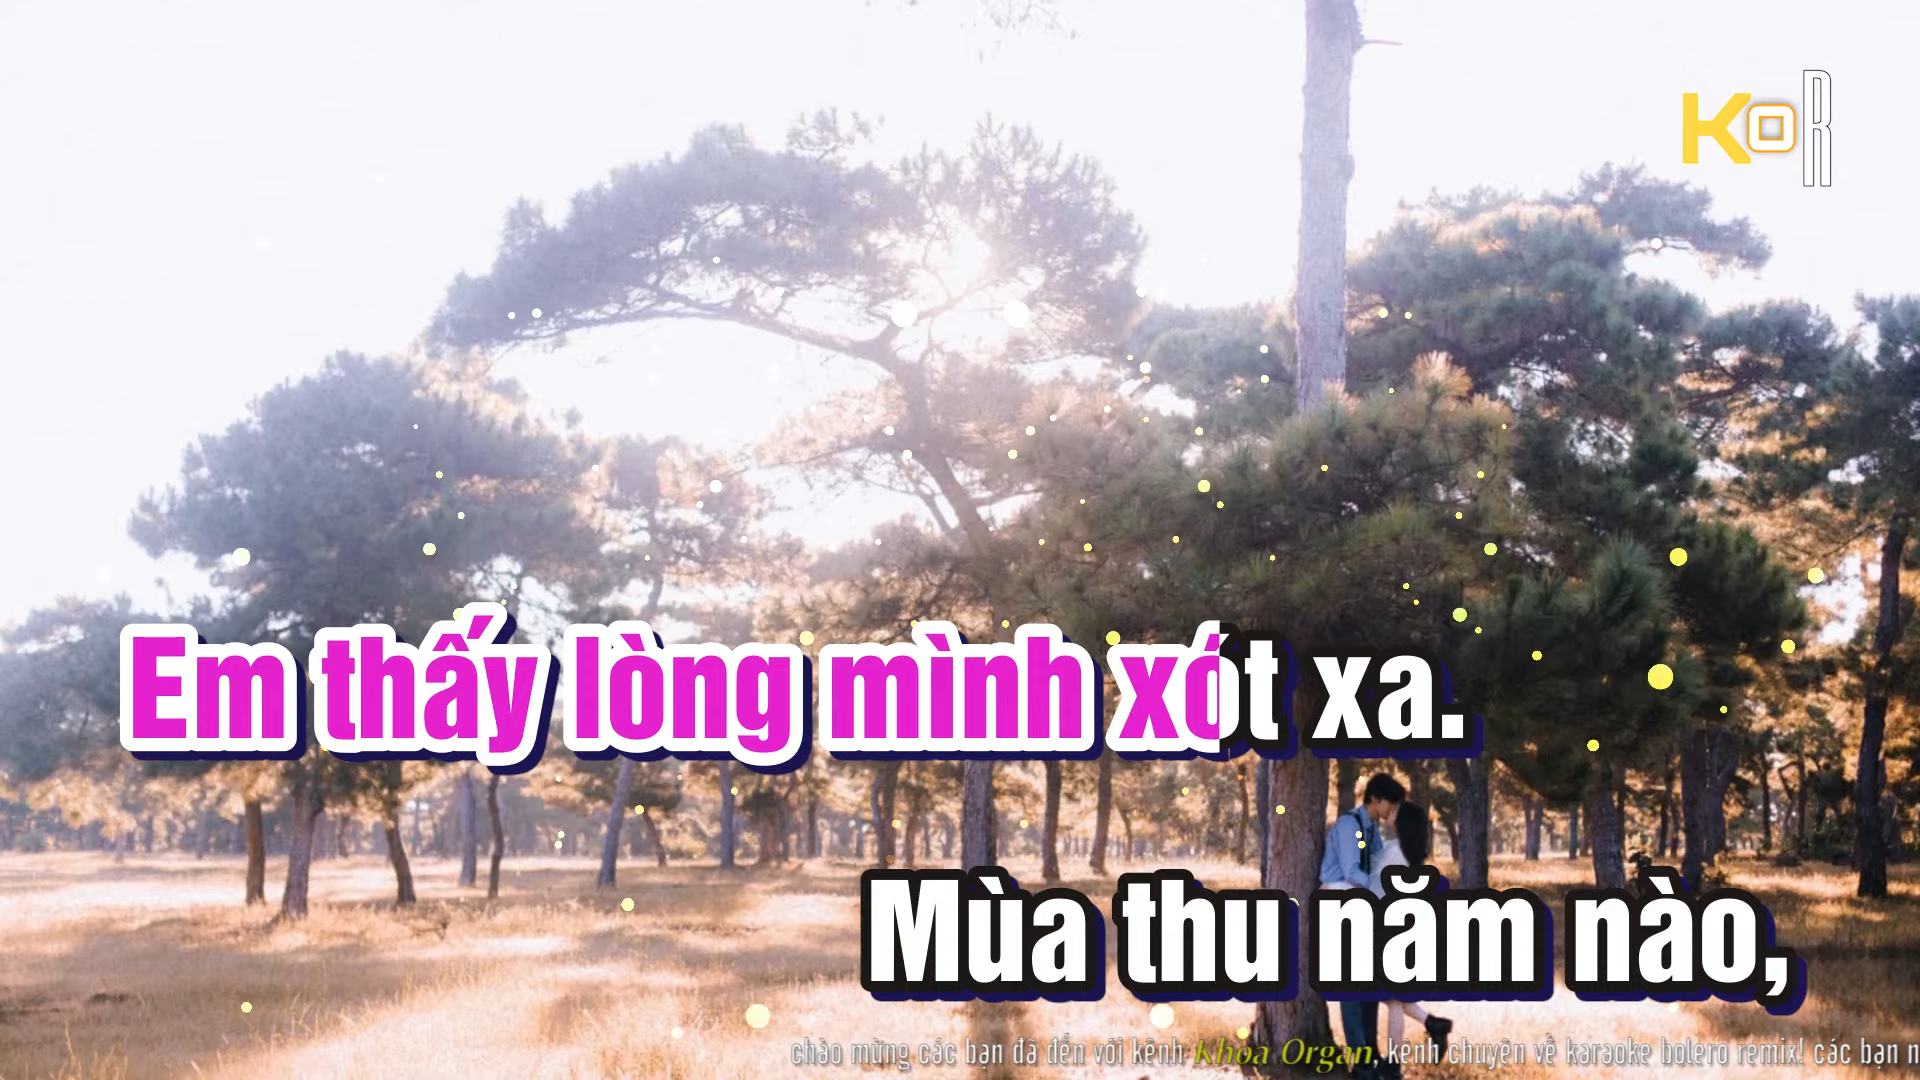 KOR
Em thấy lòng mình xót xa.
Mùa thu năm nào,
chào mừng các bạn đã đến với kênh Khoa Organ, kênh chuyên về karaoke bolero remix! các bạn n